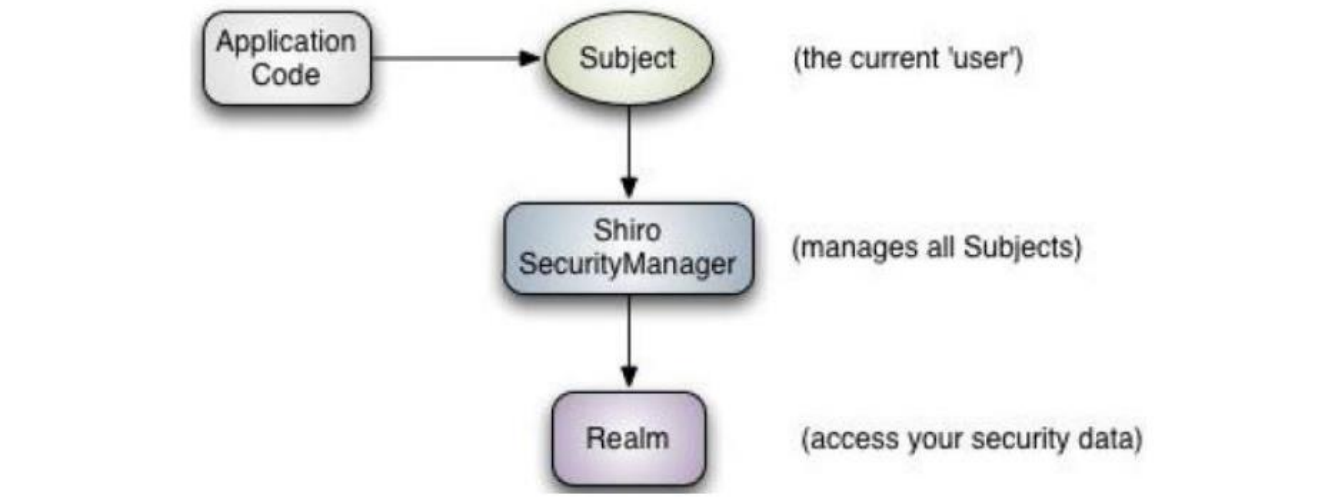 Application
Code
Subject
(the current 'user')
Shiro
SecurityManager
(manages all Subjects)
Realm
(access your security data)